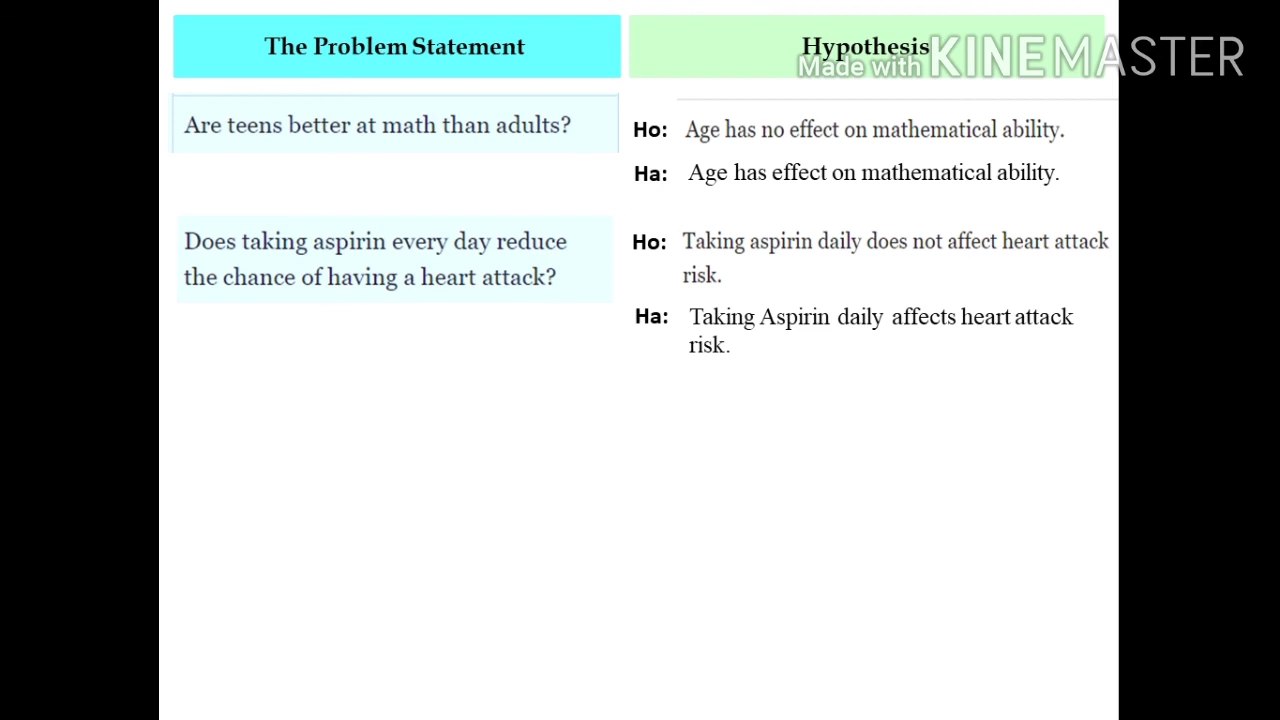 The Problem Statement
Hypothesis
Made with KINEMASTER
Are teens better at math than adults?
Ho: Age has no effect on mathematical ability.
Ha: Age has effect on mathematical ability.
Does taking aspirin every day reduce
the chance of having a heart attack?
Ho: Taking aspirin daily does not affect heart attack
risk.
Ha: Taking Aspirin daily affects heart attack
risk.